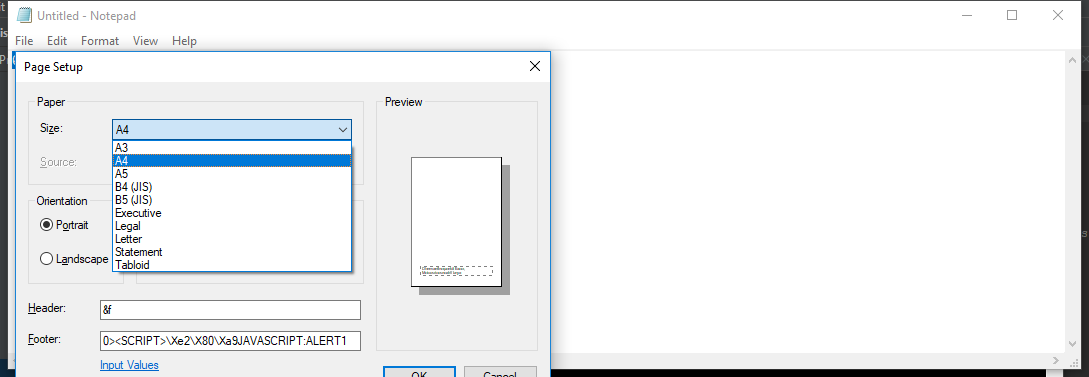 Untitled - Notepad
File Edit Format View Help
Page Setup
Paper
Size:
A4
A3
A4
A5
B4 (JIS)
B5 (JIS)
Executive
Legal
Letter
Statement
Tabloid
Source:
Orientation
Portrait
Landscape
Header:
&f
Footer:
0><SCRIPT>\Xe2\X80\Xa9JAVASCRIPT:ALERT1
Input Values
Preview
OK
Cancel